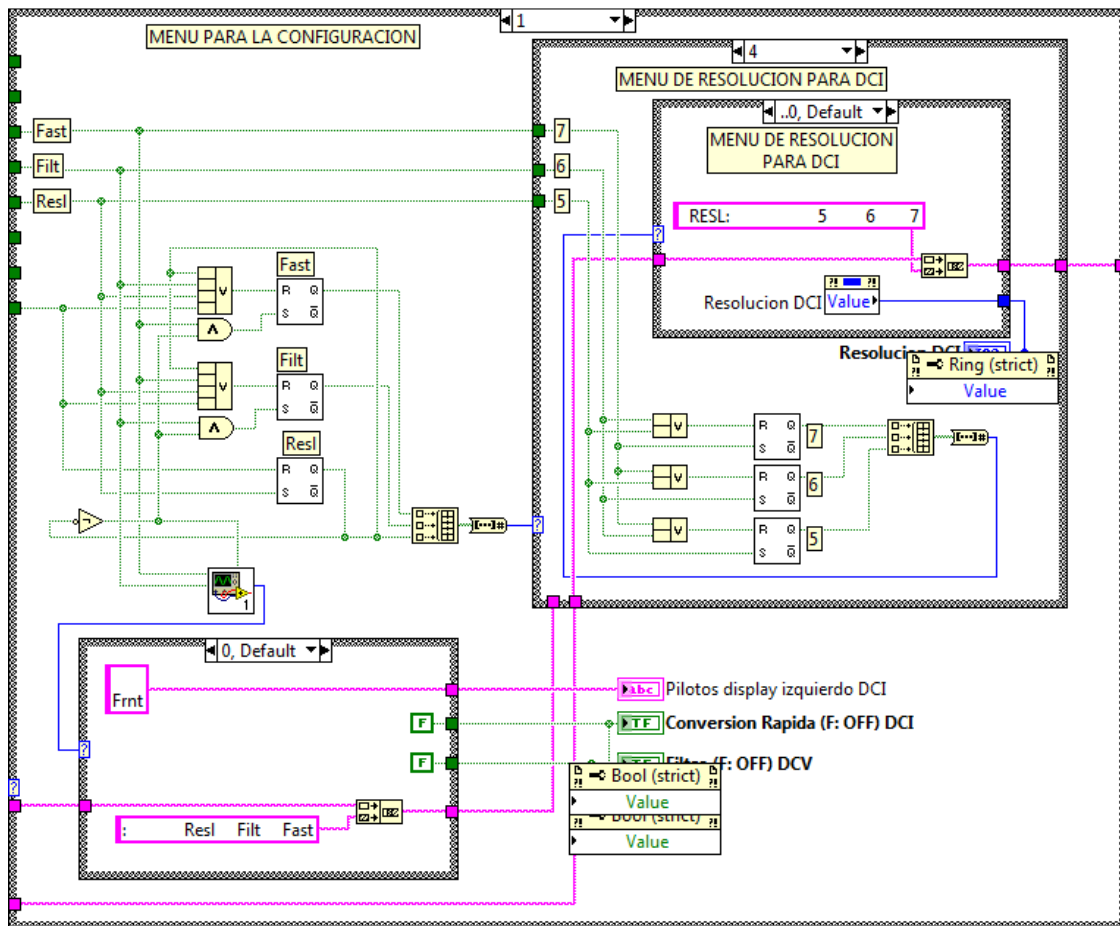 1
MENU PARA LA CONFIGURACION
4
MENU DE RESOLUCION PARA DCI
..0, Default
MENU DE RESOLUCION
PARA DCI
Fast
7
Filt
6
Resl
5
RESL: 5 6 7
?
Resolucion DCI
?! ?!
Value
Fast
V
R Q
S Q̅
Λ
Resolucion DCI
Ring (strict)
Value
Filt
V
R Q
S Q̅
Λ
Resl
R Q
S Q̅
V
R Q
S Q̅
7
V
R Q
S Q̅
6
V
R Q
S Q̅
5
[...]#
[...]#
?
1
0, Default
Frnt
abc
Pilotos display izquierdo DCI
F
TF
Conversion Rapida (F: OFF) DCI
?
F
TF
Filtro (F: OFF) DCV
Bool (strict)
Value
?
: Resl Filt Fast
Bool (strict)
Value